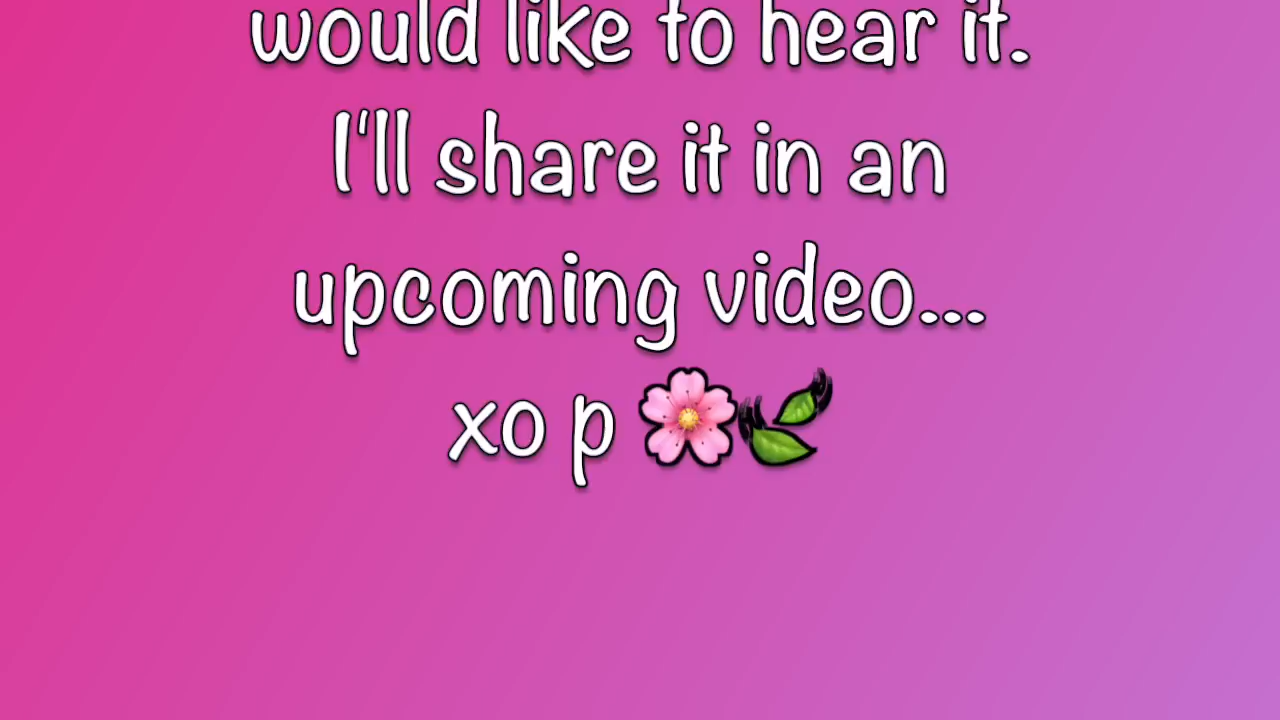 would like to hear it.
I'll share it in an
upcoming video...
xo p 🌸🌿